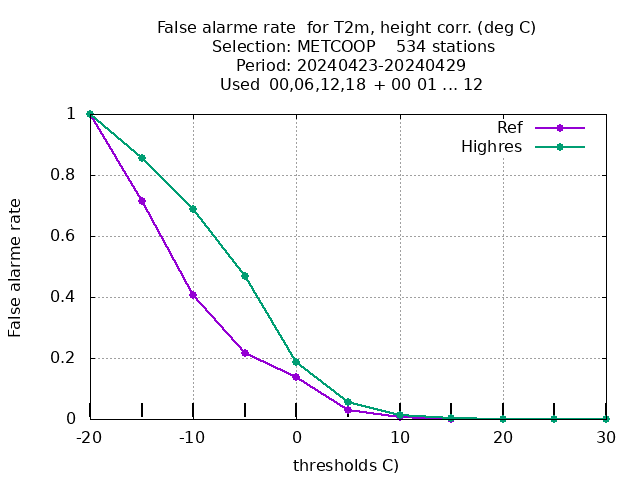 False alarme rate  for T2m, height corr. (deg C)
Selection: METCOOP    534 stations
Period: 20240423-20240429
Used  00,06,12,18 + 00 01 ... 12
Ref
Highres
1
0.8
0.6
0.4
0.2
0
False alarme rate
-20
-10
0
10
20
30
thresholds C)